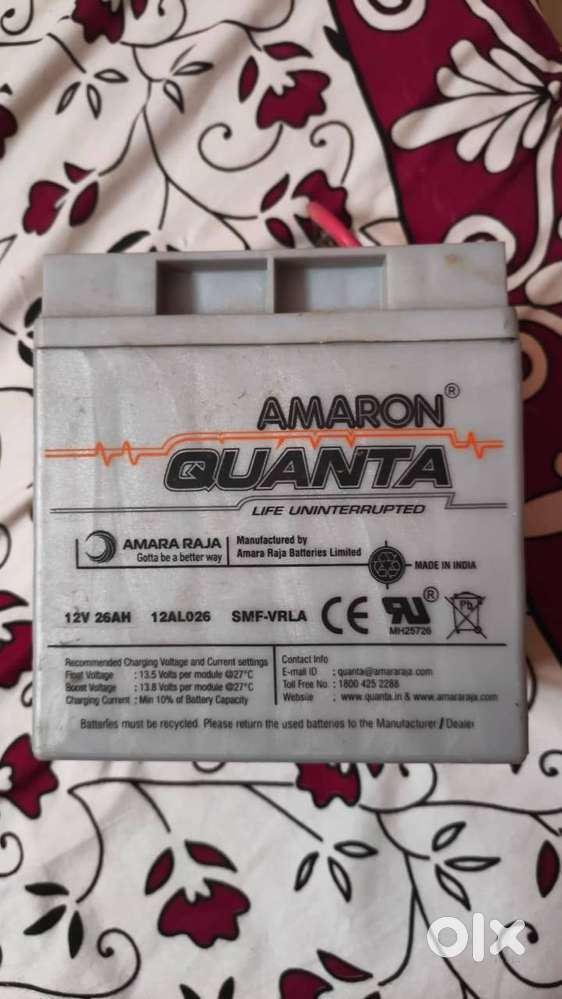 AMARON®
QUANTA
LIFE UNINTERRUPTED
AMARA RAJA
Gotta be a better way
Manufactured by
Amara Raja Batteries Limited
MADE IN INDIA
12V 26AH 12AL026 SMF-VRLA CE RU ® Pb
MH25726
Recommended Charging Voltage and Current settings
Float Voltage : 13.5 Volts per module @27°C
Boost Voltage : 13.8 Volts per module @27°C
Charging Current : Min 10% of Battery Capacity
Contact Info
E-mail ID : quanta@amararaja.com
Toll Free No. : 1800 425 2288
Website : www.quanta.in & www.amararaja.com
Batteries must be recycled. Please return the used batteries to the Manufacturer / Dealer
olx